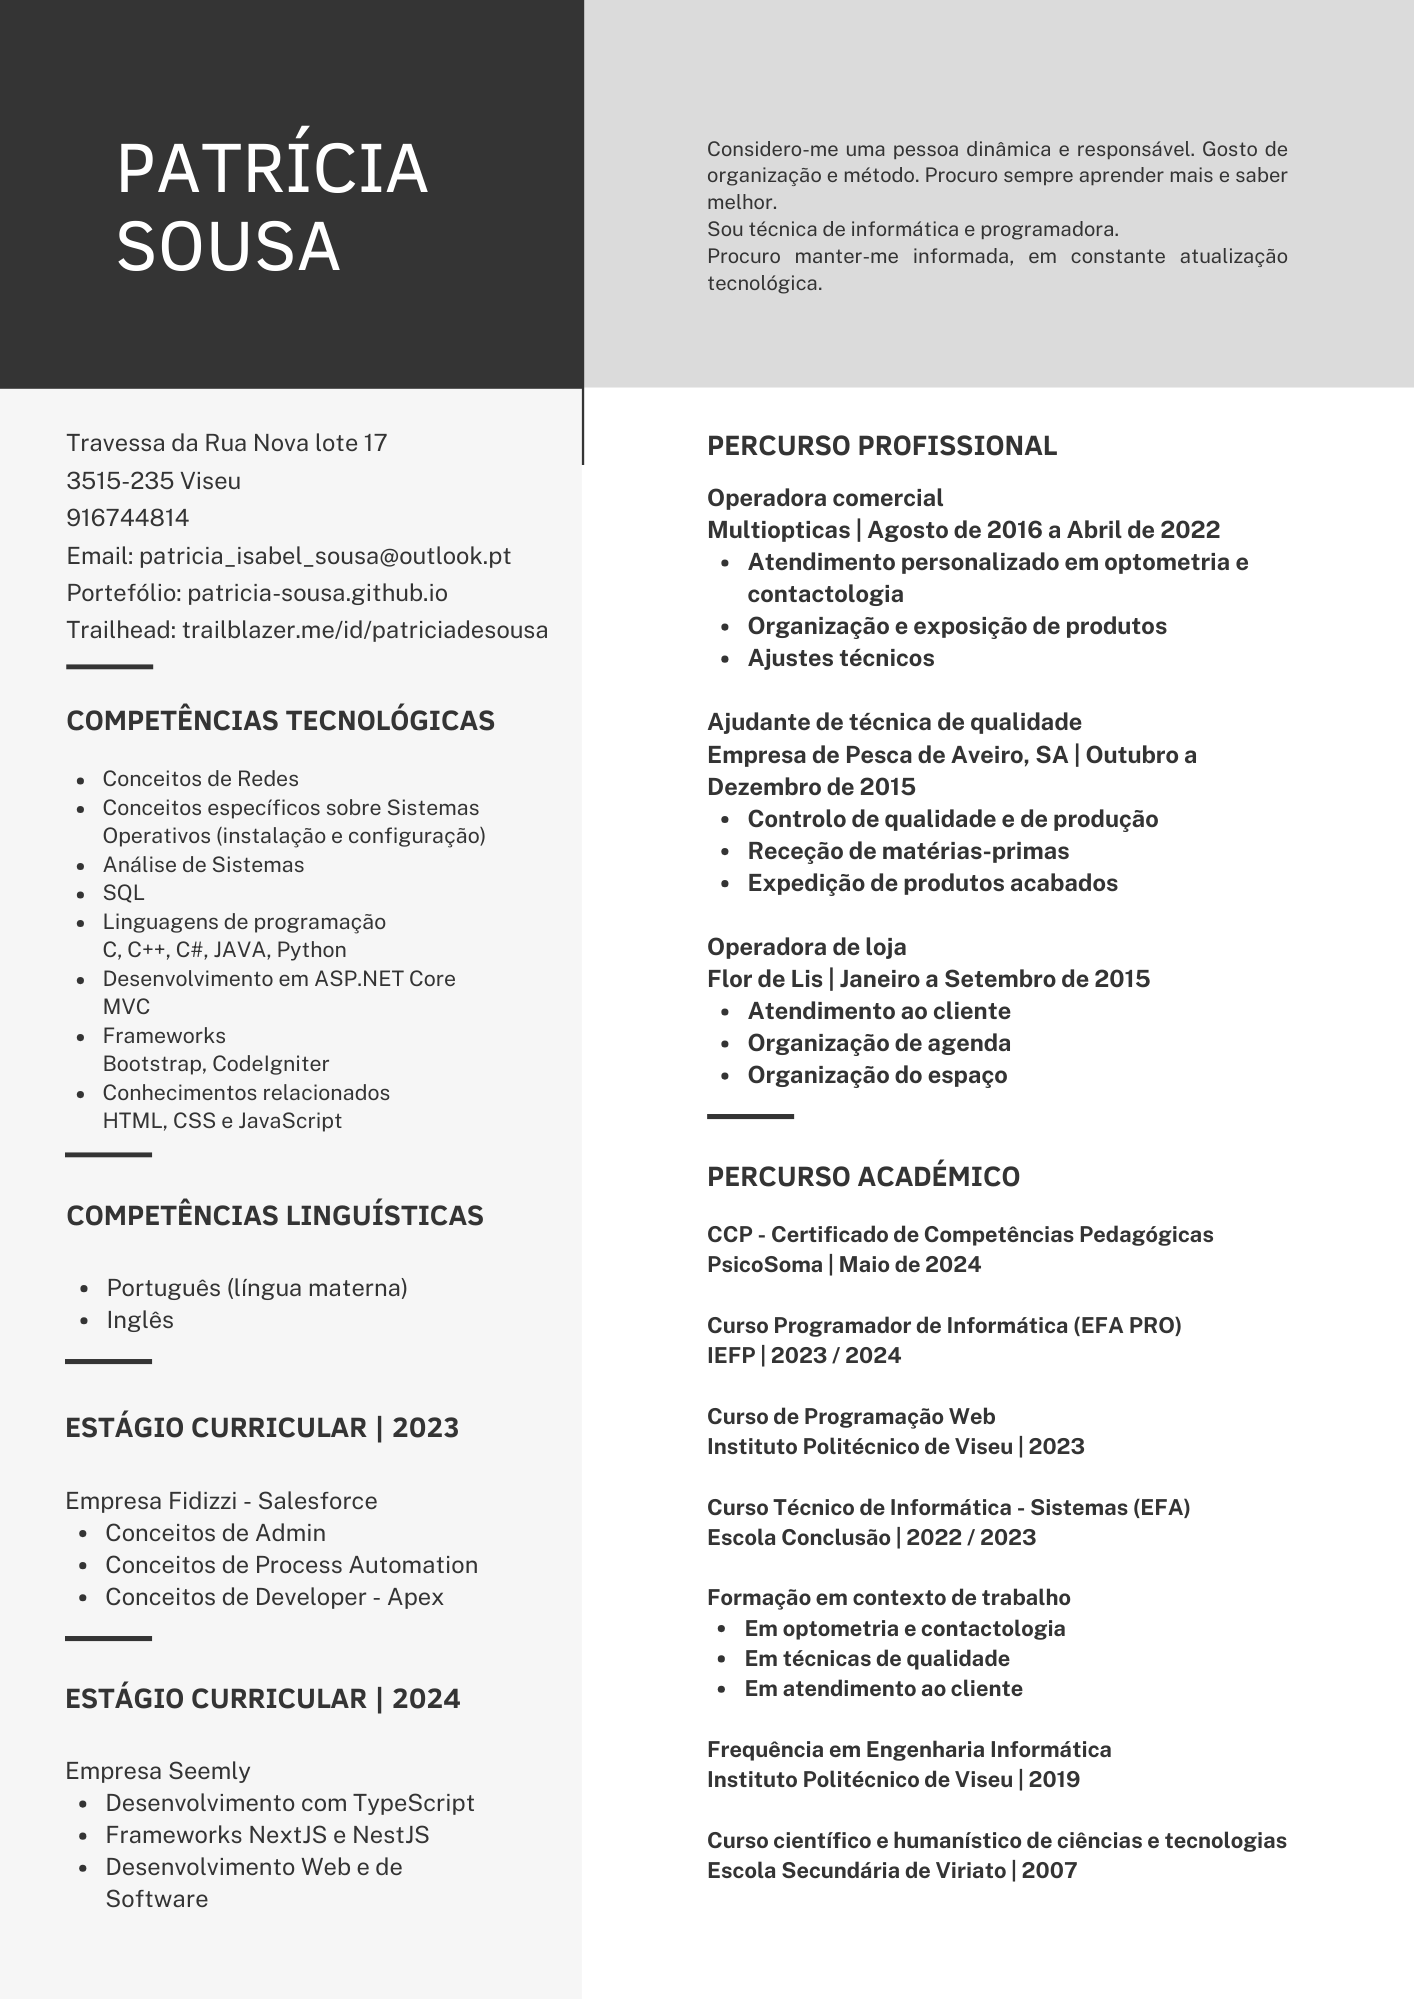 PATRÍCIA
SOUSA
Considero-me uma pessoa dinâmica e responsável. Gosto de
organização e método. Procuro sempre aprender mais e saber
melhor.
Sou técnica de informática e programadora.
Procuro manter-me informada, em constante atualização
tecnológica.
Travessa da Rua Nova lote 17
3515-235 Viseu
916744814
Email: patricia_isabel_sousa@outlook.pt
Portefólio: patricia-sousa.github.io
Trailhead: trailblazer.me/id/patriciadesousa
COMPETÊNCIAS TECNOLÓGICAS
• Conceitos de Redes
• Conceitos específicos sobre Sistemas
Operativos (instalação e configuração)
• Análise de Sistemas
• SQL
• Linguagens de programação
C, C++, C#, JAVA, Python
• Desenvolvimento em ASP.NET Core
MVC
• Frameworks
Bootstrap, CodeIgniter
• Conhecimentos relacionados
HTML, CSS e JavaScript
COMPETÊNCIAS LINGUÍSTICAS
• Português (língua materna)
• Inglês
ESTÁGIO CURRICULAR | 2023
Empresa Fidizzi - Salesforce
• Conceitos de Admin
• Conceitos de Process Automation
• Conceitos de Developer - Apex
ESTÁGIO CURRICULAR | 2024
Empresa Seemly
• Desenvolvimento com TypeScript
• Frameworks NextJS e NestJS
• Desenvolvimento Web e de
Software
PERCURSO PROFISSIONAL
Operadora comercial
Multiopticas | Agosto de 2016 a Abril de 2022
• Atendimento personalizado em optometria e
contactologia
• Organização e exposição de produtos
• Ajustes técnicos
Ajudante de técnica de qualidade
Empresa de Pesca de Aveiro, SA | Outubro a
Dezembro de 2015
• Controlo de qualidade e de produção
• Receção de matérias-primas
• Expedição de produtos acabados
Operadora de loja
Flor de Lis | Janeiro a Setembro de 2015
• Atendimento ao cliente
• Organização de agenda
• Organização do espaço
PERCURSO ACADÉMICO
CCP - Certificado de Competências Pedagógicas
PsicoSoma | Maio de 2024
Curso Programador de Informática (EFA PRO)
IEFP | 2023 / 2024
Curso de Programação Web
Instituto Politécnico de Viseu | 2023
Curso Técnico de Informática - Sistemas (EFA)
Escola Conclusão | 2022 / 2023
Formação em contexto de trabalho
• Em optometria e contactologia
• Em técnicas de qualidade
• Em atendimento ao cliente
Frequência em Engenharia Informática
Instituto Politécnico de Viseu | 2019
Curso científico e humanístico de ciências e tecnologias
Escola Secundária de Viriato | 2007